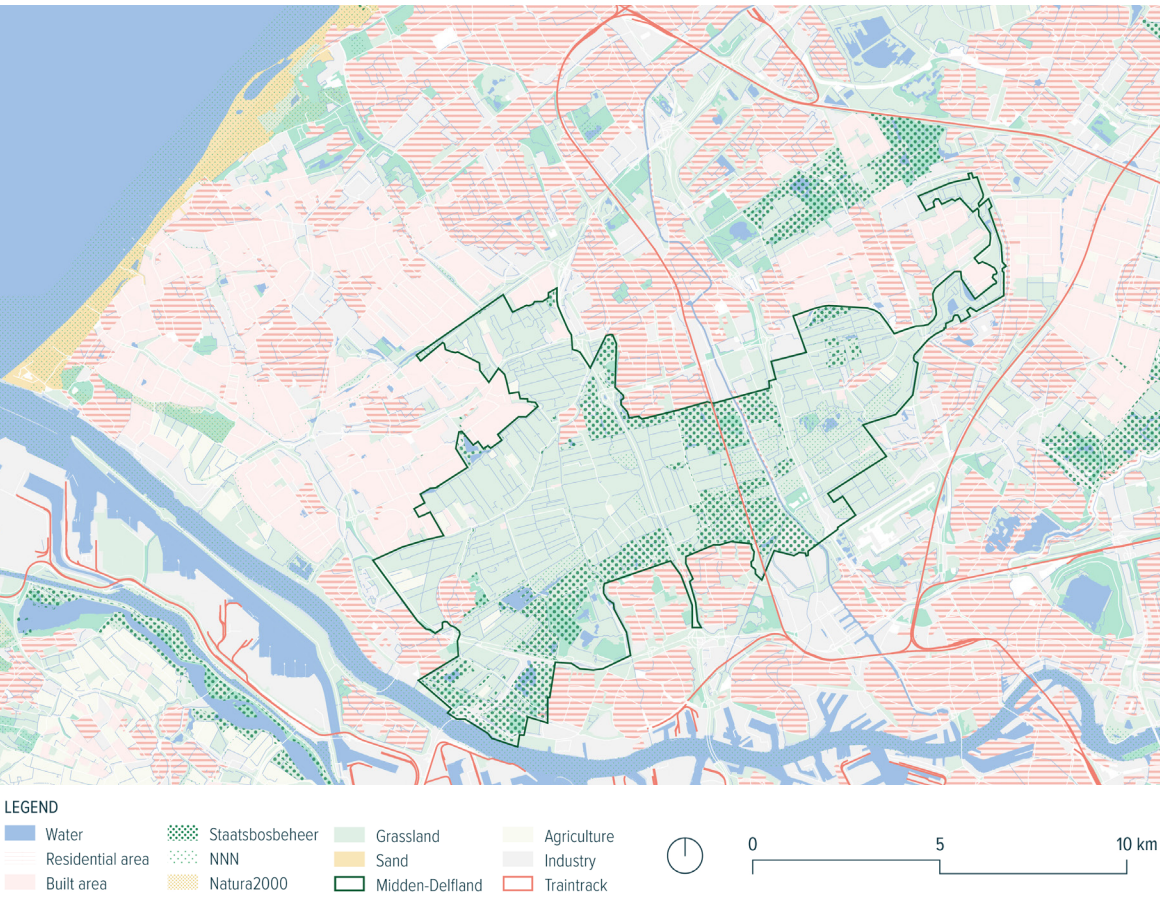 LEGEND
Water
Residential area
Built area
Staatsbosbeheer
NNN
Natura2000
Grassland
Sand
Midden-Delfland
Agriculture
Industry
Traintrack
0 5 10 km